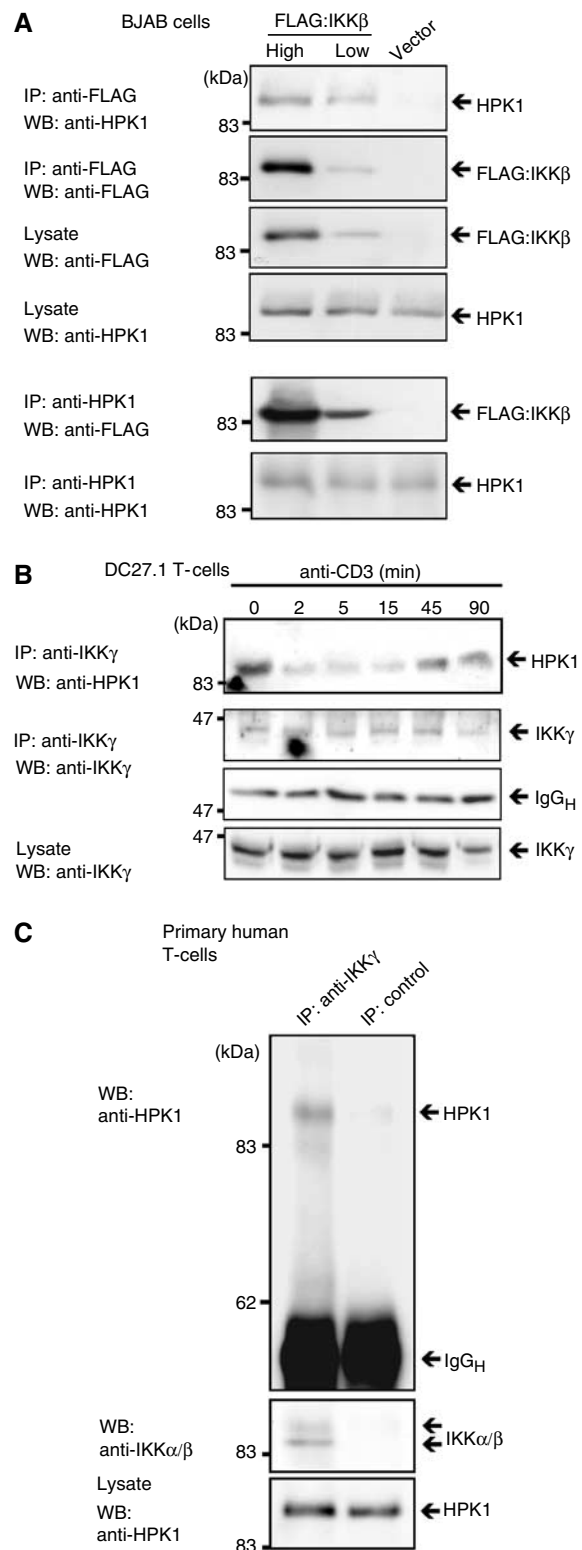 A
BJAB cells
FLAG:IKKβ
High Low Vector
(kDa)
IP: anti-FLAG
WB: anti-HPK1
83
HPK1
IP: anti-FLAG
WB: anti-FLAG
83
FLAG:IKKβ
Lysate
WB: anti-FLAG
83
FLAG:IKKβ
Lysate
WB: anti-HPK1
83
HPK1
IP: anti-HPK1
WB: anti-FLAG
83
FLAG:IKKβ
IP: anti-HPK1
WB: anti-HPK1
83
HPK1
B
DC27.1 T-cells
anti-CD3 (min)
0 2 5 15 45 90
(kDa)
IP: anti-IKKγ
WB: anti-HPK1
83
HPK1
47
IP: anti-IKKγ
WB: anti-IKKγ
IKKγ
47
IgGH
47
Lysate
WB: anti-IKKγ
IKKγ
C
Primary human
T-cells
IP: anti-IKKγ
IP: control
(kDa)
WB:
anti-HPK1
HPK1
83
62
IgGH
WB:
anti-IKKα/β
83
IKKα/β
Lysate
WB:
anti-HPK1
HPK1
83